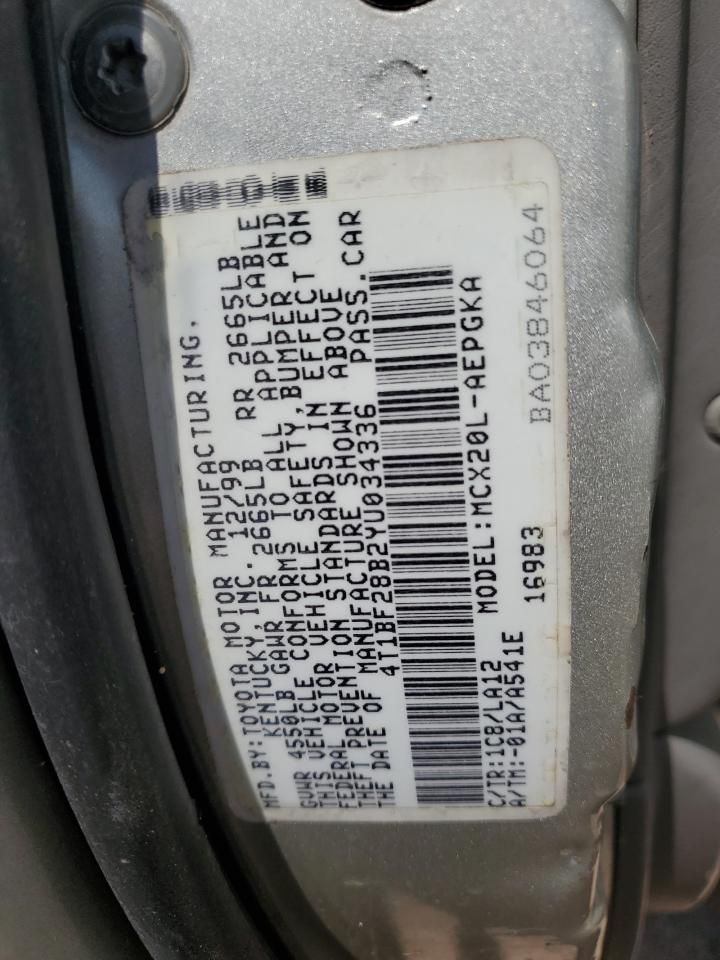 MFD.BY:TOYOTA MOTOR MANUFACTURING,
KENTUCKY, INC. 12/99
GVWR 4550LB GAWR FR 2665LB RR 2665LB
THIS VEHICLE CONFORMS TO ALL APPLICABLE
FEDERAL MOTOR VEHICLE SAFETY, BUMPER AND
THEFT PREVENTION STANDARDS IN EFFECT ON
THE DATE OF MANUFACTURE SHOWN ABOVE
4T1BF28B2YU034336 PASS.CAR
MODEL:MCX20L-AEPGKA
C/TR:1C8/LA12 16983
A/TM:-01A/A541E BA03846064